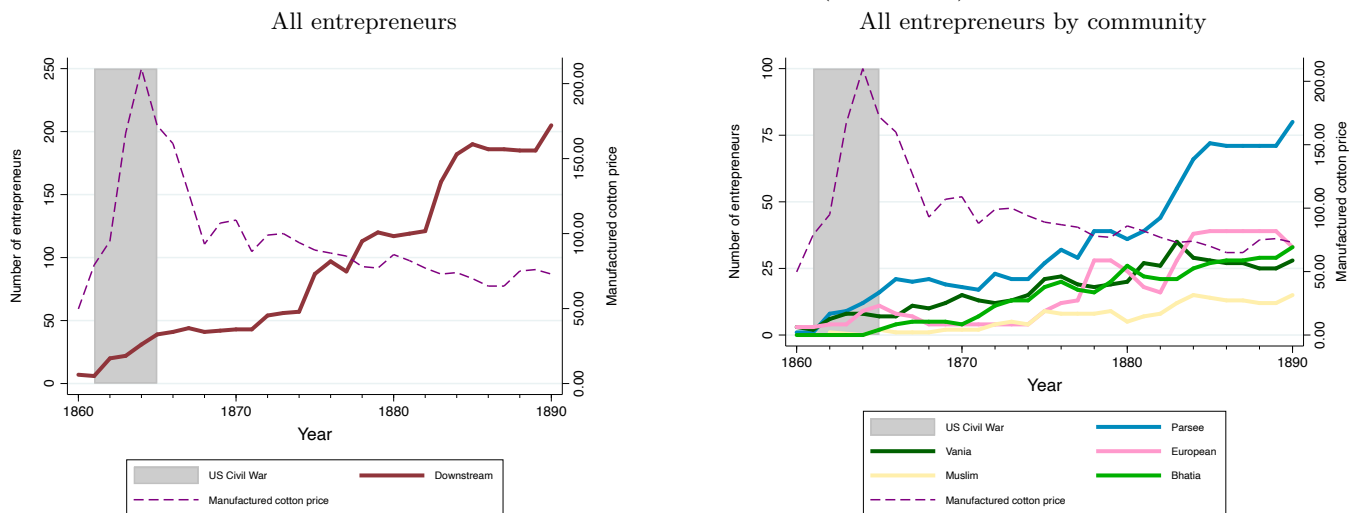 All entrepreneurs
250
200
150
100
50
0
Number of entrepreneurs
200.00
150.00
100.00
50.00
0.00
Manufactured cotton price
1860
1870
1880
1890
Year
US Civil War
Downstream
Manufactured cotton price
All entrepreneurs by community
100
75
50
25
0
Number of entrepreneurs
200.00
150.00
100.00
50.00
0.00
Manufactured cotton price
1860
1870
1880
1890
Year
US Civil War
Parsee
Vania
European
Muslim
Bhatia
Manufactured cotton price